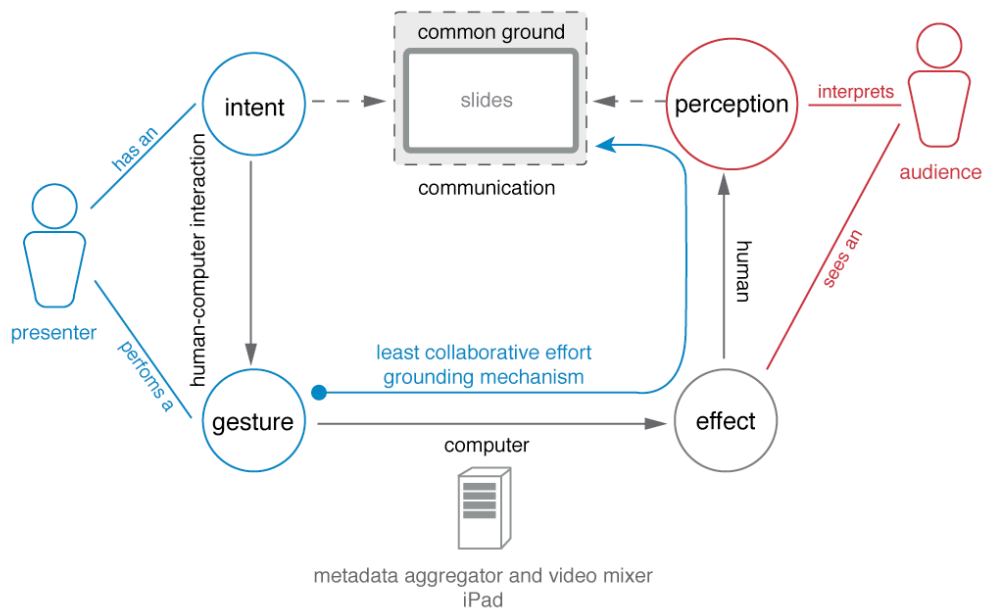 common ground
slides
communication
intent
perception
interprets
audience
has an
human-computer interaction
human
sees an
presenter
perfoms a
least collaborative effort
grounding mechanism
gesture
effect
computer
metadata aggregator and video mixer
iPad